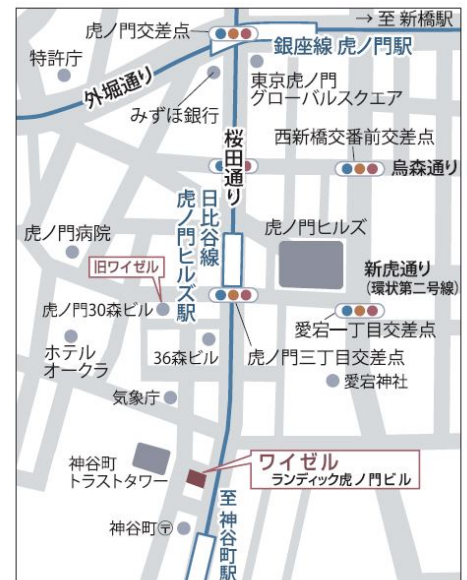 → 至 新橋駅
虎ノ門交差点
銀座線 虎ノ門駅
特許庁
外堀通り
みずほ銀行
東京虎ノ門
グローバルスクエア
桜田通り
西新橋交番前交差点
烏森通り
日比谷線
虎ノ門ヒルズ駅
虎ノ門ヒルズ
虎ノ門病院
旧ワイゼル
新虎通り
(環状第二号線)
虎ノ門30森ビル
愛宕一丁目交差点
ホテル
オークラ
36森ビル
虎ノ門三丁目交差点
愛宕神社
気象庁
神谷町
トラストタワー
ワイゼル
ランディック虎ノ門ビル
至 神谷町駅
神谷町〶